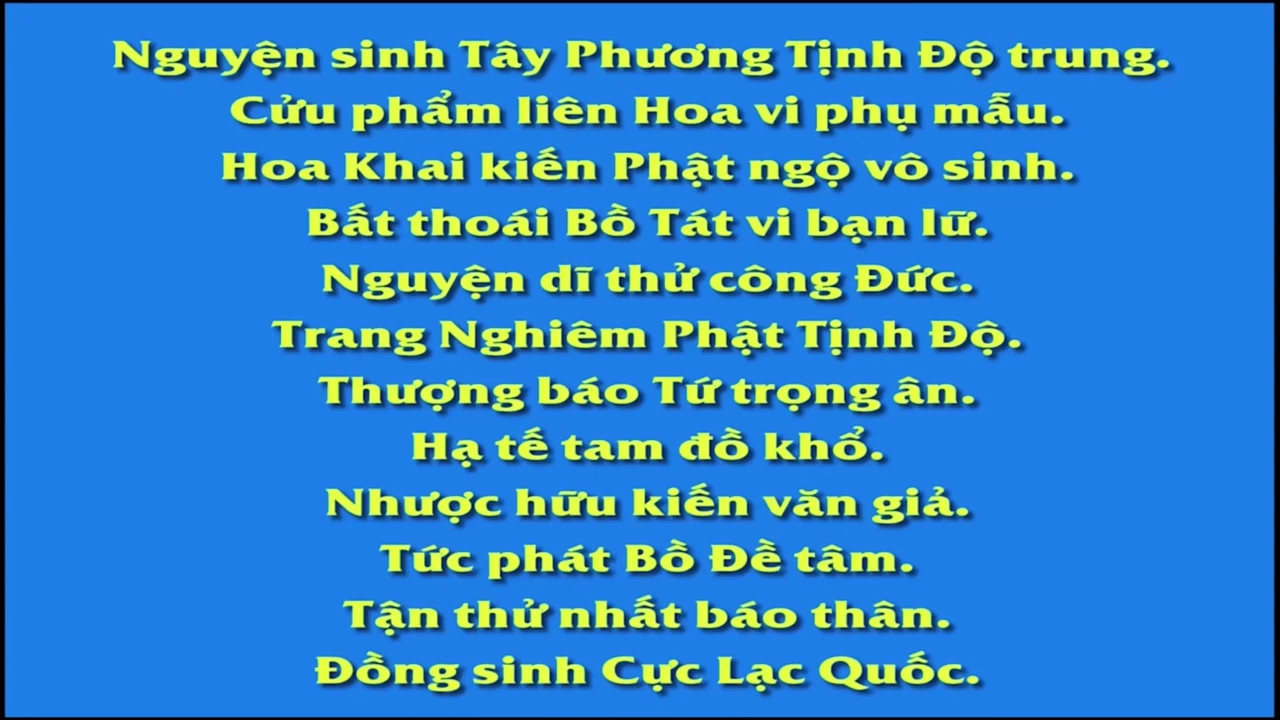 Nguyện sinh Tây Phương Tịnh Độ trung.
Cửu phẩm liên Hoa vi phụ mẫu.
Hoa Khai kiến Phật ngộ vô sinh.
Bất thoái Bồ Tát vi bạn lữ.
Nguyện dĩ thử công Đức.
Trang Nghiêm Phật Tịnh Độ.
Thượng báo Tứ trọng ân.
Hạ tế tam đồ khổ.
Nhược hữu kiến văn giả.
Tức phát Bồ Đề tâm.
Tận thử nhất báo thân.
Đồng sinh Cực Lạc Quốc.